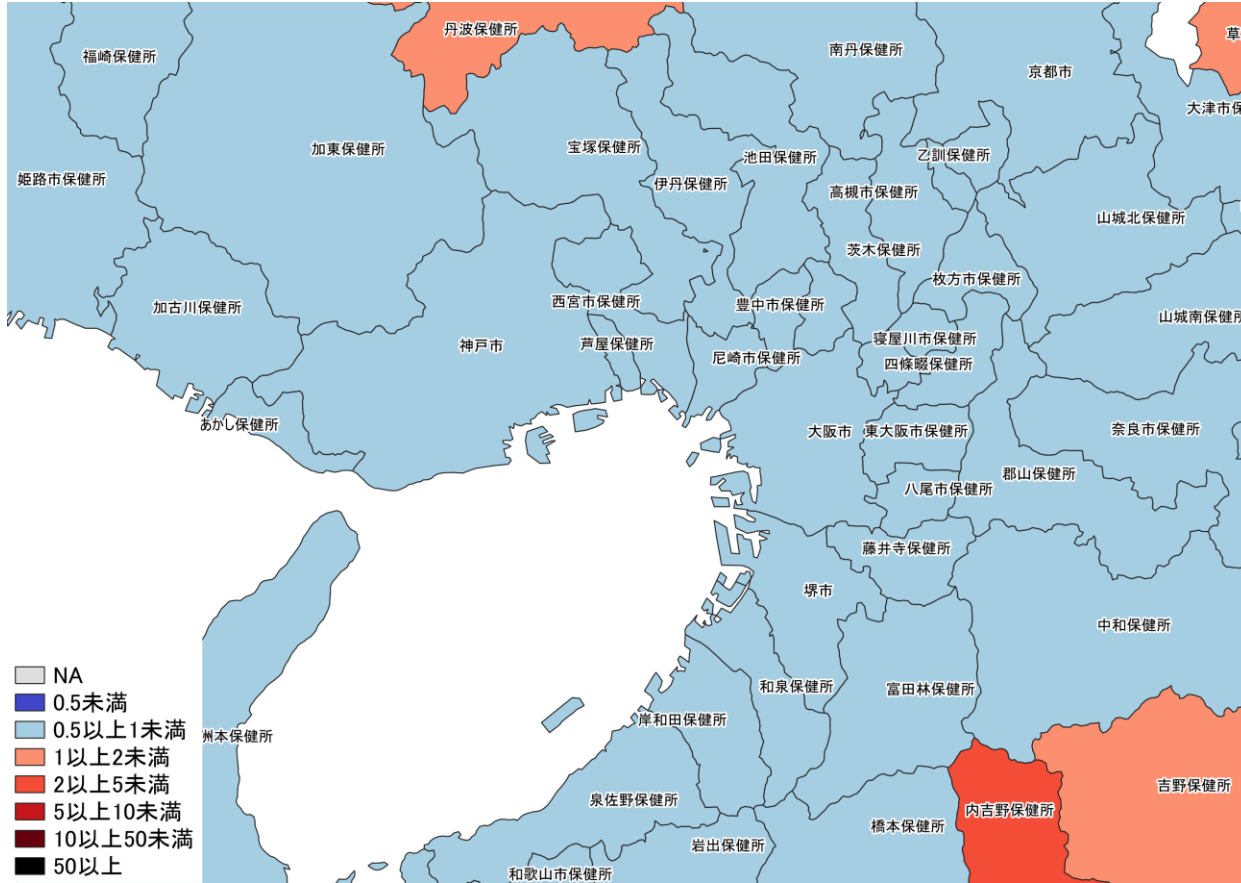 丹波保健所
草
福崎保健所
南丹保健所
京都市
大津市保
加東保健所
宝塚保健所
池田保健所
乙訓保健所
姫路市保健所
伊丹保健所
高槻市保健所
山城北保健所
茨木保健所
枚方市保健所
加古川保健所
西宮市保健所
豊中市保健所
山城南保健所
神戸市
芦屋保健所
尼崎市保健所
寝屋川市保健所
四條畷保健所
あかし保健所
大阪市
東大阪市保健所
奈良市保健所
郡山保健所
八尾市保健所
藤井寺保健所
堺市
中和保健所
和泉保健所
富田林保健所
岸和田保健所
洲本保健所
泉佐野保健所
吉野保健所
内吉野保健所
橋本保健所
岩出保健所
和歌山市保健所
NA
0.5未満
0.5以上1未満
1以上2未満
2以上5未満
5以上10未満
10以上50未満
50以上